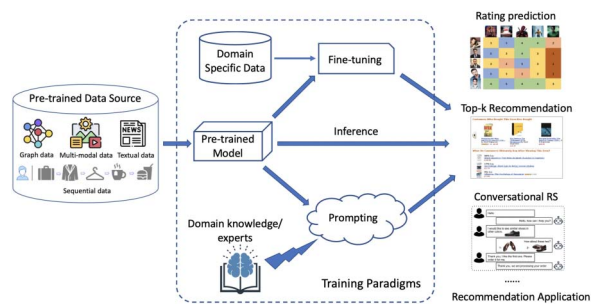 Rating prediction
Domain
Specific Data
Fine-tuning
Pre-trained Data Source
NEWS
Graph data
Multi-modal data
Textual data
Sequential data
Pre-trained
Model
Inference
Top-k Recommendation
Prompting
Domain knowledge/
experts
Training Paradigms
Conversational RS
......
Recommendation Application